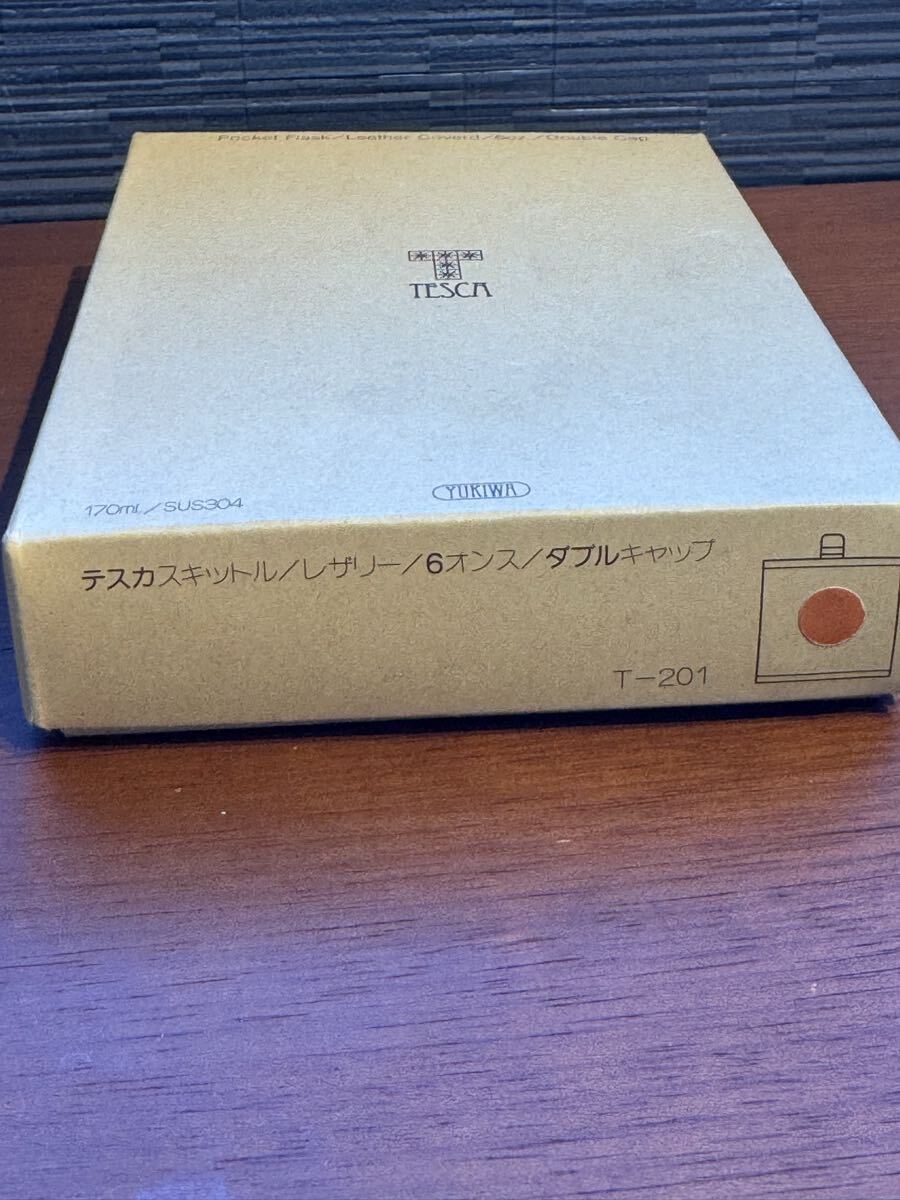 Pocket Flask/Leather Coverd/6oz./Double Cap
TESCA
YUKIWA
170ml/SUS304
テスカスキットル/レザリー/6オンス/ダブルキャップ
T-201